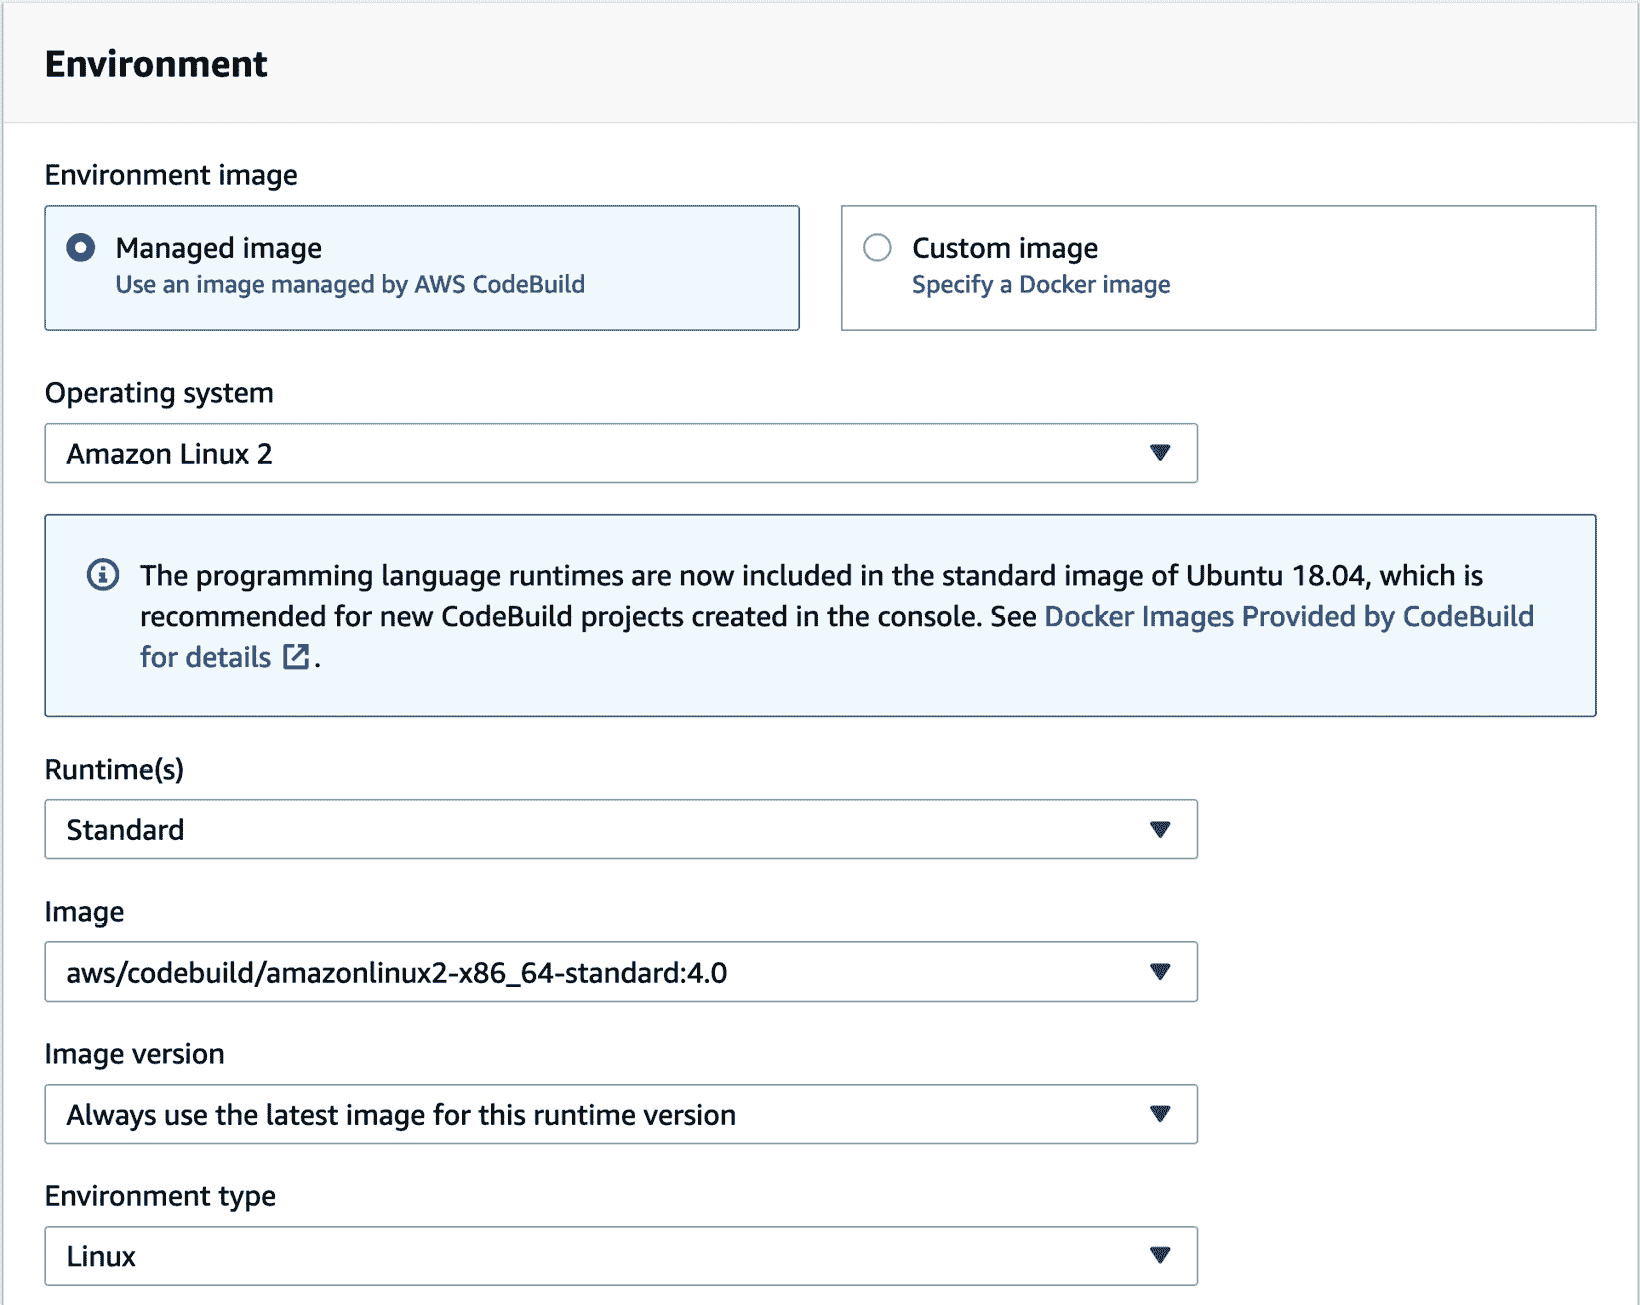 Environment
Environment image
Managed image
Use an image managed by AWS CodeBuild
Custom image
Specify a Docker image
Operating system
Amazon Linux 2
The programming language runtimes are now included in the standard image of Ubuntu 18.04, which is
recommended for new CodeBuild projects created in the console. See Docker Images Provided by CodeBuild
for details .
Runtime(s)
Standard
Image
aws/codebuild/amazonlinux2-x86_64-standard:4.0
Image version
Always use the latest image for this runtime version
Environment type
Linux